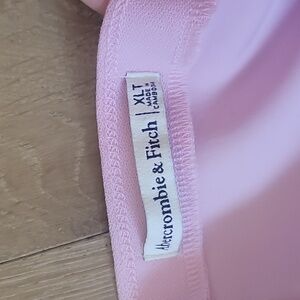 Abercrombie & Fitch
XLT
MADE IN
CAMBODIA